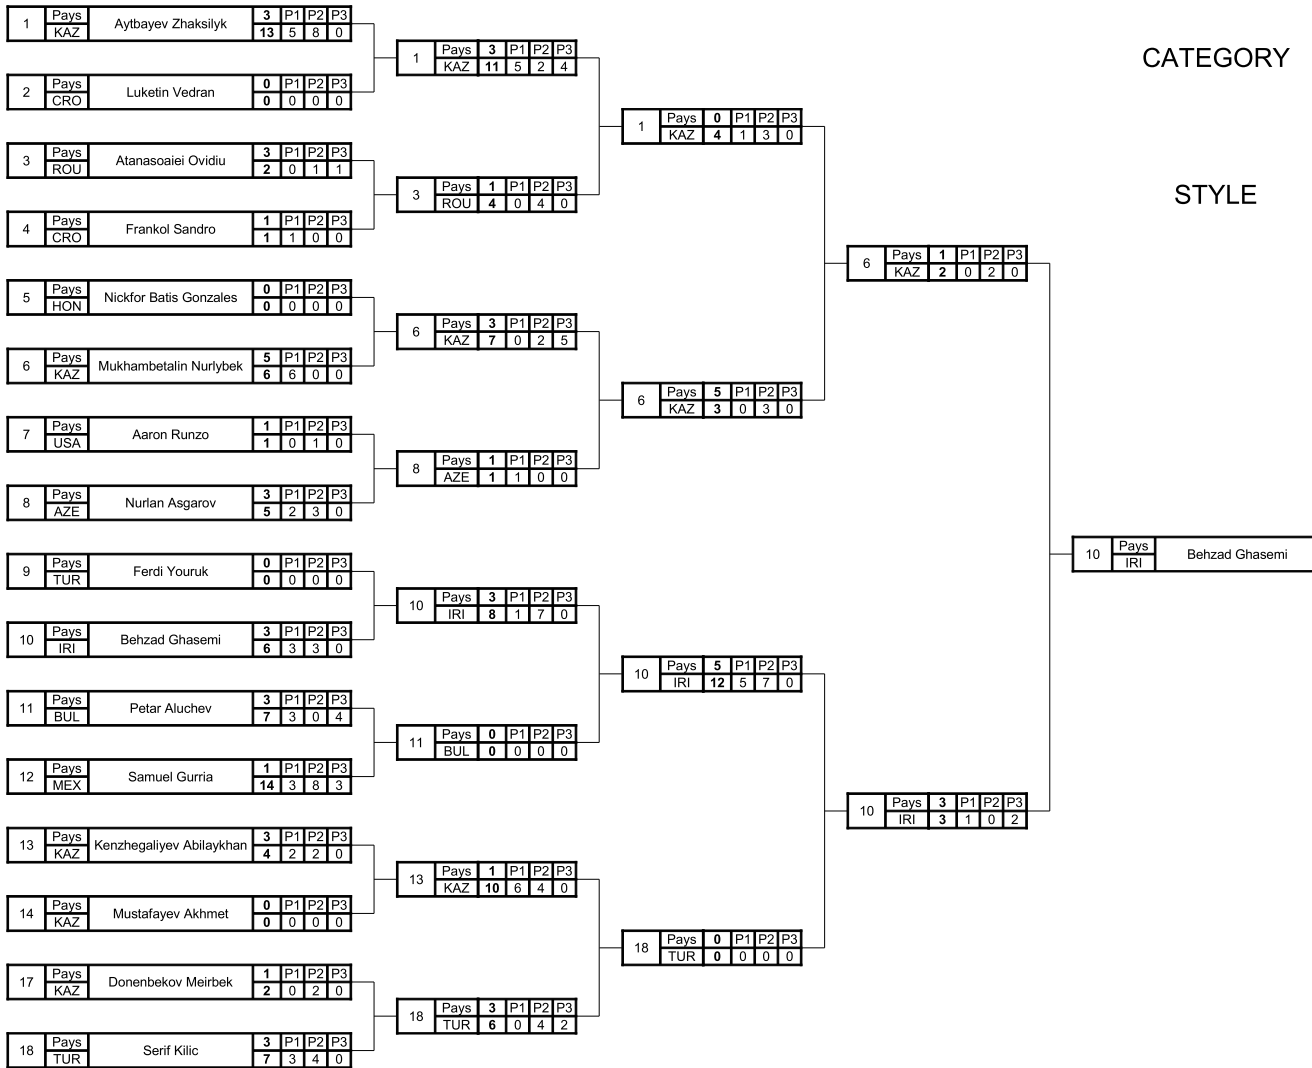 1 Pays Aytbayev Zhaksilyk 3 P1 P2 P3
KAZ 13 5 8 0
2 Pays Luketin Vedran 0 P1 P2 P3
CRO 0 0 0 0
3 Pays Atanasoaiei Ovidiu 3 P1 P2 P3
ROU 2 0 1 1
4 Pays Frankol Sandro 1 P1 P2 P3
CRO 1 1 0 0
5 Pays Nickfor Batis Gonzales 0 P1 P2 P3
HON 0 0 0 0
6 Pays Mukhambetalin Nurlybek 5 P1 P2 P3
KAZ 6 6 0 0
7 Pays Aaron Runzo 1 P1 P2 P3
USA 1 0 1 0
8 Pays Nurlan Asgarov 3 P1 P2 P3
AZE 5 2 3 0
9 Pays Ferdi Youruk 0 P1 P2 P3
TUR 0 0 0 0
10 Pays Behzad Ghasemi 3 P1 P2 P3
IRI 6 3 3 0
11 Pays Petar Aluchev 3 P1 P2 P3
BUL 7 3 0 4
12 Pays Samuel Gurria 1 P1 P2 P3
MEX 14 3 8 3
13 Pays Kenzhegaliyev Abilaykhan 3 P1 P2 P3
KAZ 4 2 2 0
14 Pays Mustafayev Akhmet 0 P1 P2 P3
KAZ 0 0 0 0
17 Pays Donenbekov Meirbek 1 P1 P2 P3
KAZ 2 0 2 0
18 Pays Serif Kilic 3 P1 P2 P3
TUR 7 3 4 0
1 Pays 3 P1 P2 P3
KAZ 11 5 2 4
3 Pays 1 P1 P2 P3
ROU 4 0 4 0
6 Pays 3 P1 P2 P3
KAZ 7 0 2 5
8 Pays 1 P1 P2 P3
AZE 1 1 0 0
10 Pays 3 P1 P2 P3
IRI 8 1 7 0
11 Pays 0 P1 P2 P3
BUL 0 0 0 0
13 Pays 1 P1 P2 P3
KAZ 10 6 4 0
18 Pays 3 P1 P2 P3
TUR 6 0 4 2
1 Pays 0 P1 P2 P3
KAZ 4 1 3 0
6 Pays 5 P1 P2 P3
KAZ 3 0 3 0
10 Pays 5 P1 P2 P3
IRI 12 5 7 0
18 Pays 0 P1 P2 P3
TUR 0 0 0 0
6 Pays 1 P1 P2 P3
KAZ 2 0 2 0
10 Pays 3 P1 P2 P3
IRI 3 1 0 2
CATEGORY
STYLE
10 Pays Behzad Ghasemi
IRI